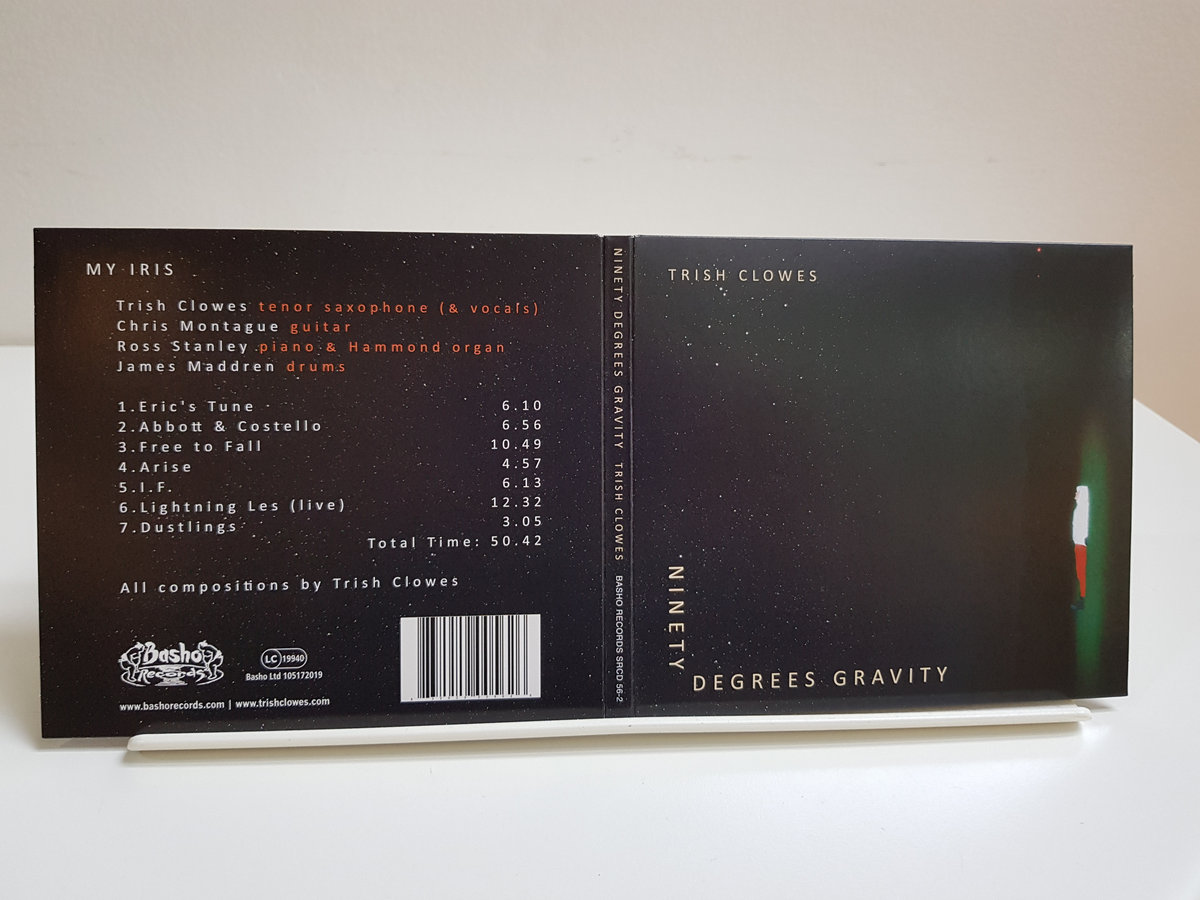 MY IRIS
Trish Clowes tenor saxophone (& vocals)
Chris Montague guitar
Ross Stanley piano & Hammond organ
James Maddren drums
1.Eric's Tune 6.10
2.Abbott & Costello 6.56
3.Free to Fall 10.49
4.Arise 4.57
5.I.F. 6.13
6.Lightning Les (live) 12.32
7.Dustlings 3.05
Total Time: 50.42
All compositions by Trish Clowes
Basho
Records
LC 19940
Basho Ltd 105172019
www.bashorecords.com | www.trishclowes.com
NINETY DEGREES GRAVITY TRISH CLOWES BASHO RECORDS SRCD 56-2
TRISH CLOWES
NINETY
DEGREES GRAVITY